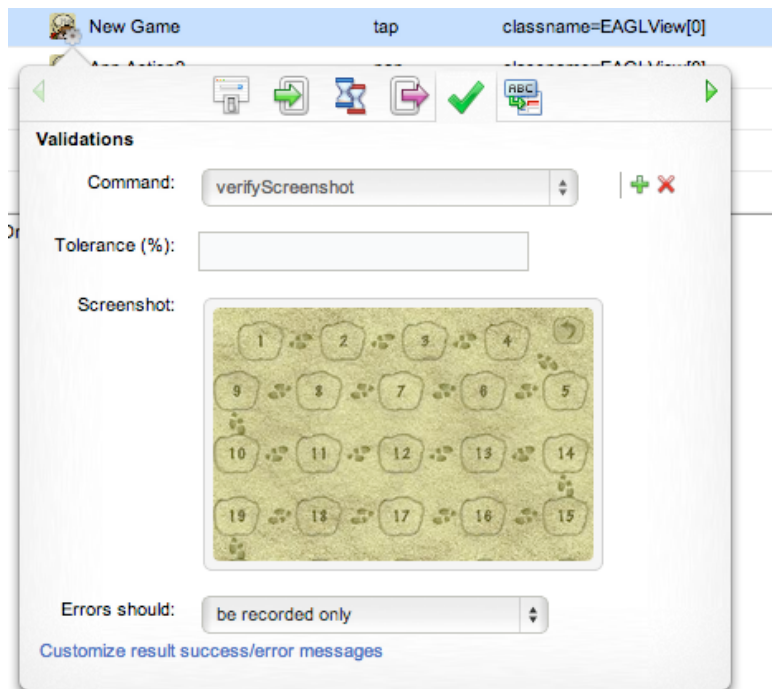 New Game tap classname=EAGLView[0]
ABC
Validations
Command: verifyScreenshot
Tolerance (%):
Screenshot:
1 2 3 4
9 8 7 6 5
10 11 12 13 14
19 18 17 16 15
Errors should: be recorded only
Customize result success/error messages